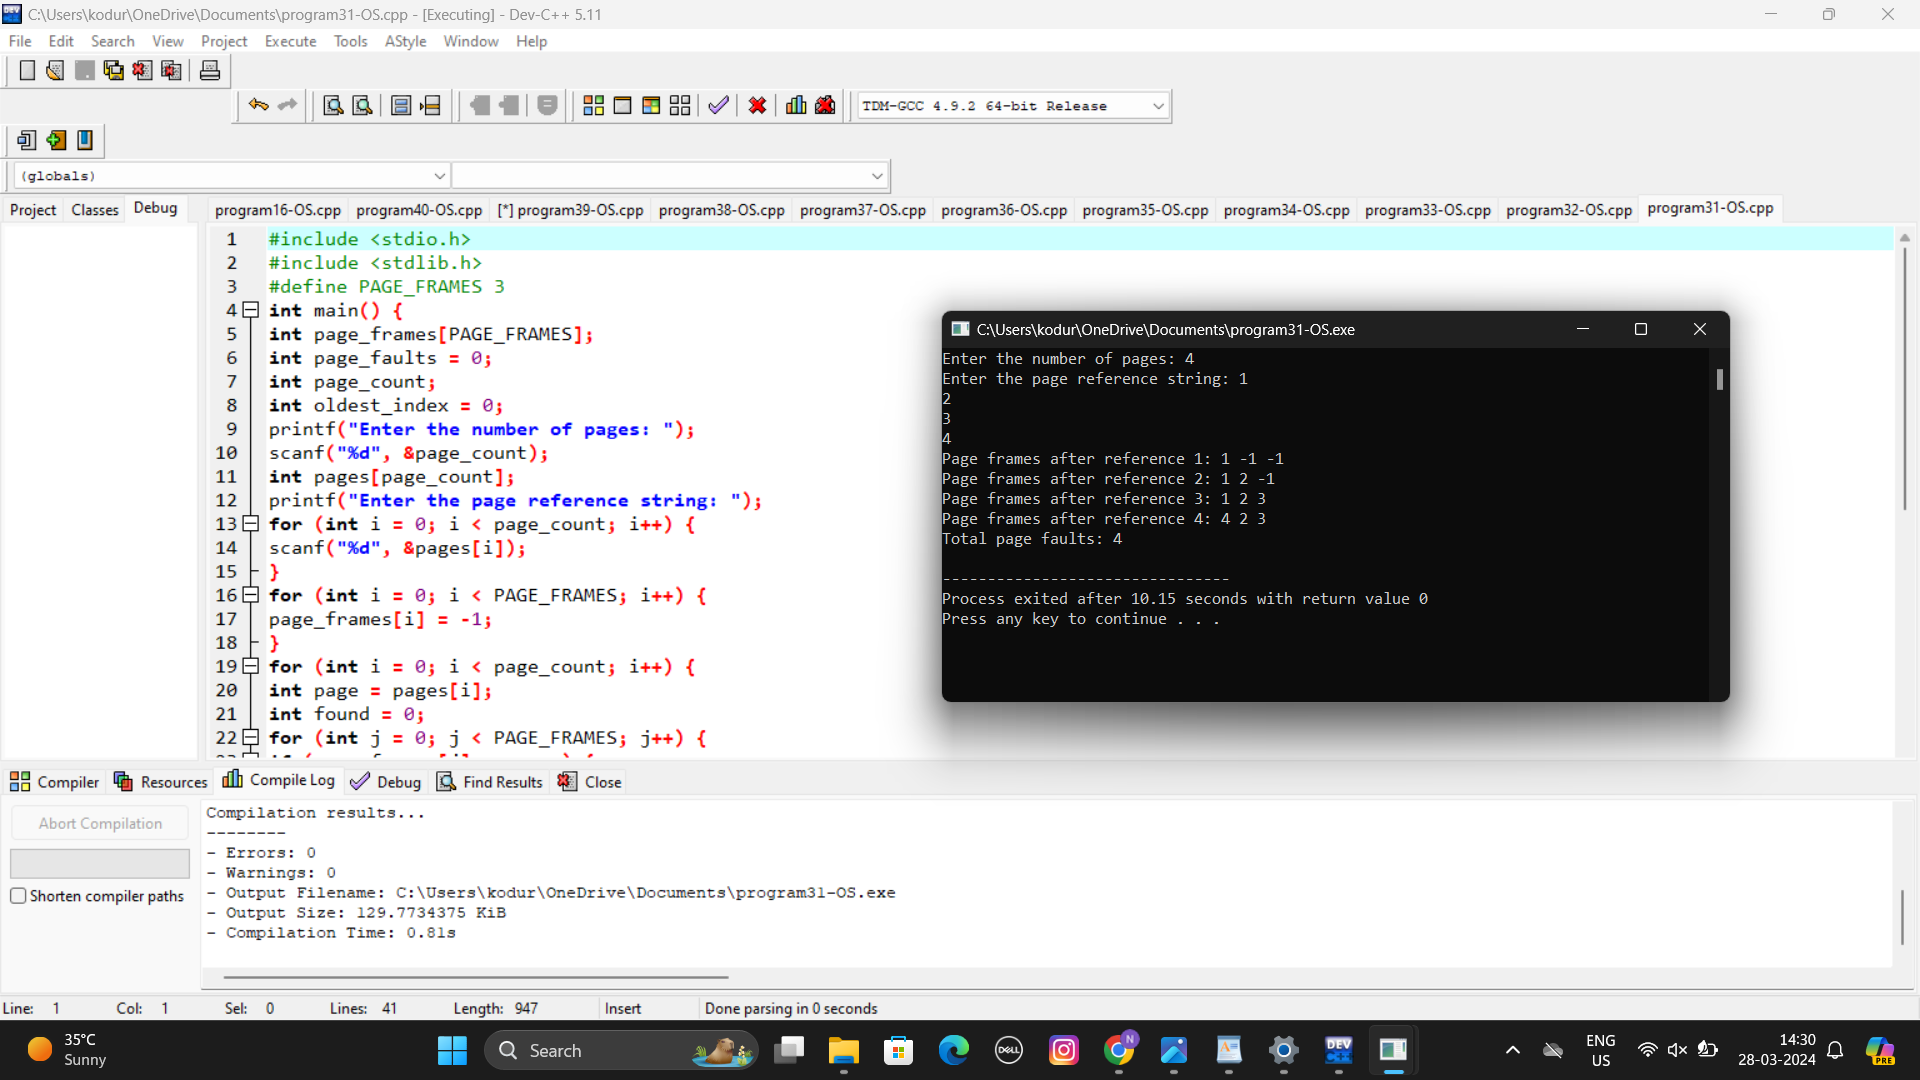 C:\Users\kodur\OneDrive\Documents\program31-OS.cpp - [Executing] - Dev-C++ 5.11
File Edit Search View Project Execute Tools AStyle Window Help
TDM-GCC 4.9.2 64-bit Release
(globals)
Project Classes Debug
program16-OS.cpp program40-OS.cpp [*] program39-OS.cpp program38-OS.cpp program37-OS.cpp program36-OS.cpp program35-OS.cpp program34-OS.cpp program33-OS.cpp program32-OS.cpp program31-OS.cpp
1 #include <stdio.h>
2 #include <stdlib.h>
3 #define PAGE_FRAMES 3
4 int main() {
5 int page_frames[PAGE_FRAMES];
6 int page_faults = 0;
7 int page_count;
8 int oldest_index = 0;
9 printf("Enter the number of pages: ");
10 scanf("%d", &page_count);
11 int pages[page_count];
12 printf("Enter the page reference string: ");
13 for (int i = 0; i < page_count; i++) {
14 scanf("%d", &pages[i]);
15 }
16 for (int i = 0; i < PAGE_FRAMES; i++) {
17 page_frames[i] = -1;
18 }
19 for (int i = 0; i < page_count; i++) {
20 int page = pages[i];
21 int found = 0;
22 for (int j = 0; j < PAGE_FRAMES; j++) {
C:\Users\kodur\OneDrive\Documents\program31-OS.exe
Enter the number of pages: 4
Enter the page reference string: 1
2
3
4
Page frames after reference 1: 1 -1 -1
Page frames after reference 2: 1 2 -1
Page frames after reference 3: 1 2 3
Page frames after reference 4: 4 2 3
Total page faults: 4
--------------------------------
Process exited after 10.15 seconds with return value 0
Press any key to continue . . .
Compiler Resources Compile Log Debug Find Results Close
Abort Compilation
Shorten compiler paths
Compilation results...
--------
- Errors: 0
- Warnings: 0
- Output Filename: C:\Users\kodur\OneDrive\Documents\program31-OS.exe
- Output Size: 129.7734375 KiB
- Compilation Time: 0.81s
Line: 1 Col: 1 Sel: 0 Lines: 41 Length: 947 Insert Done parsing in 0 seconds
35°C
Sunny
Search
DELL
N
DEV
ENG
US
14:30
28-03-2024
PRE